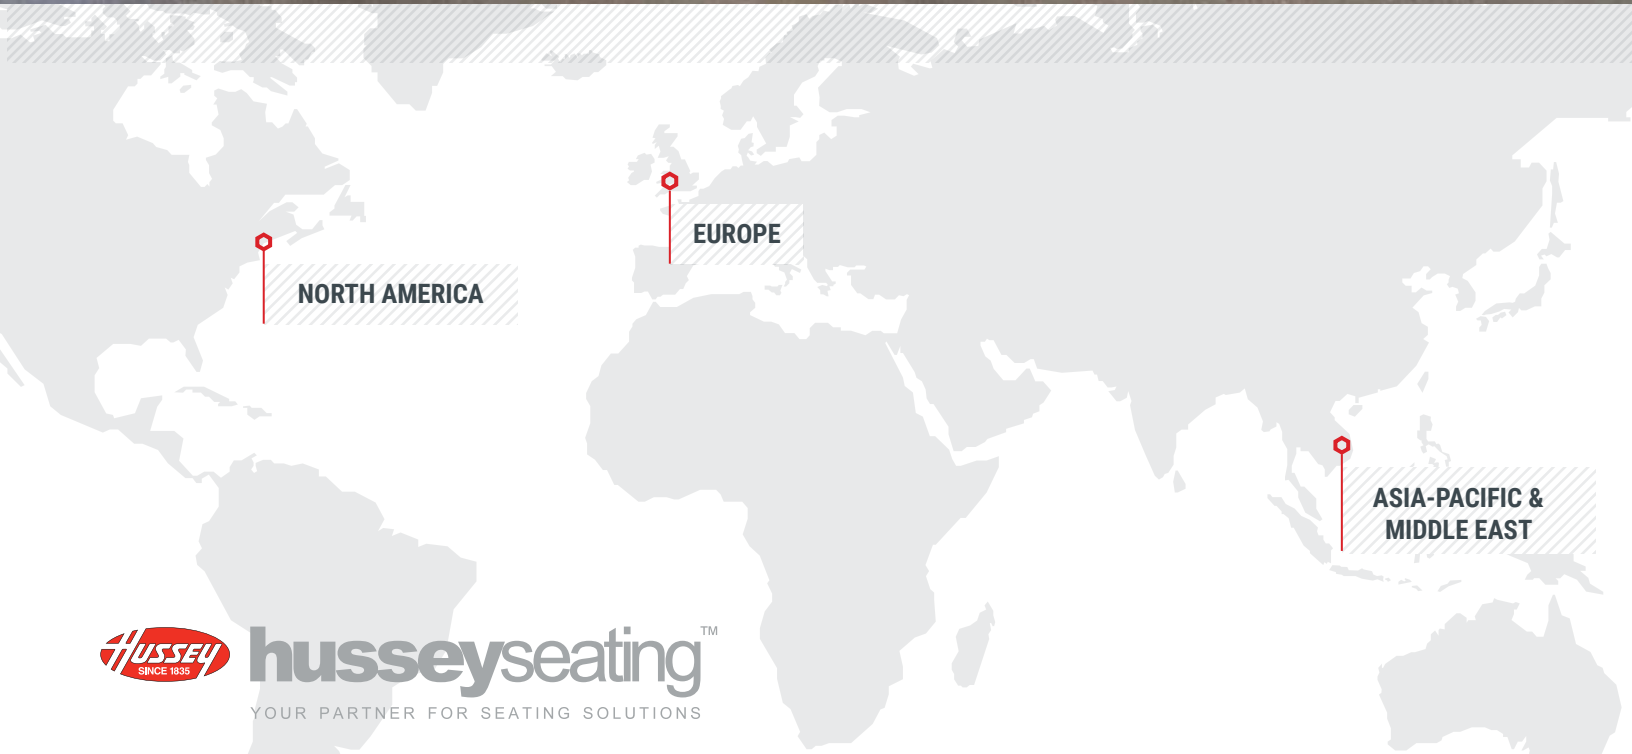 EUROPE
NORTH AMERICA
ASIA-PACIFIC &
MIDDLE EAST
HUSSEY
SINCE 1835
husseyseating™
YOUR PARTNER FOR SEATING SOLUTIONS